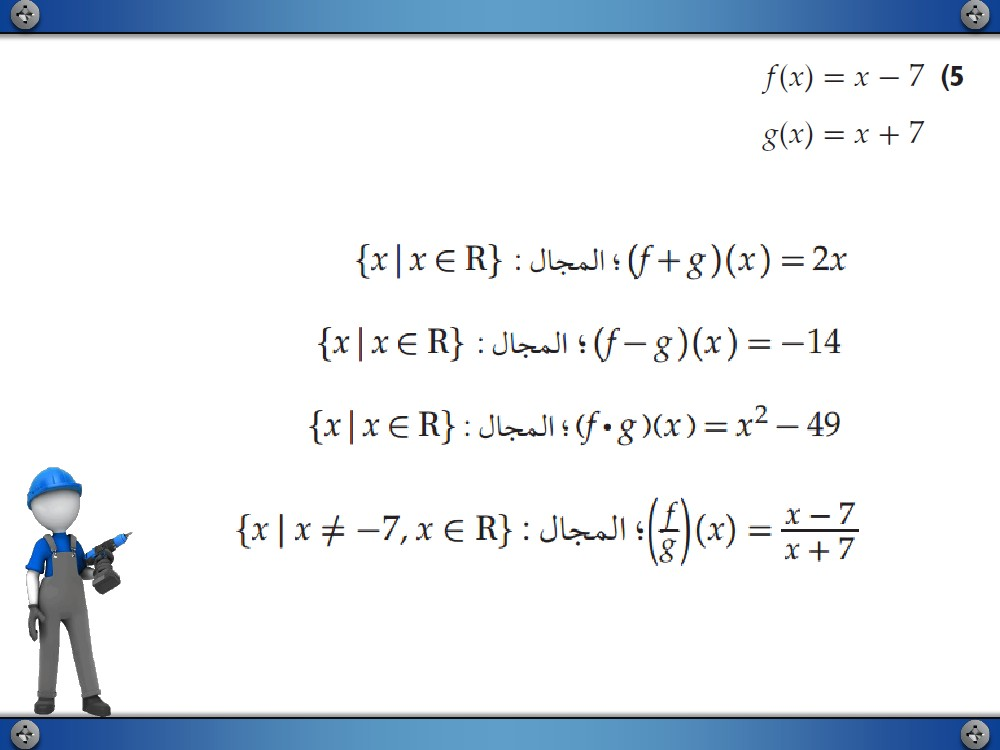 (5 f(x) = x − 7
g(x) = x + 7
(f + g)(x) = 2x ؛ المجال : {x | x ∈ R}
(f − g)(x) = −14 ؛ المجال : {x | x ∈ R}
(f • g)(x) = x² − 49 ؛ المجال : {x | x ∈ R}
(f/g)(x) = (x − 7)/(x + 7) ؛ المجال : {x | x ≠ −7, x ∈ R}